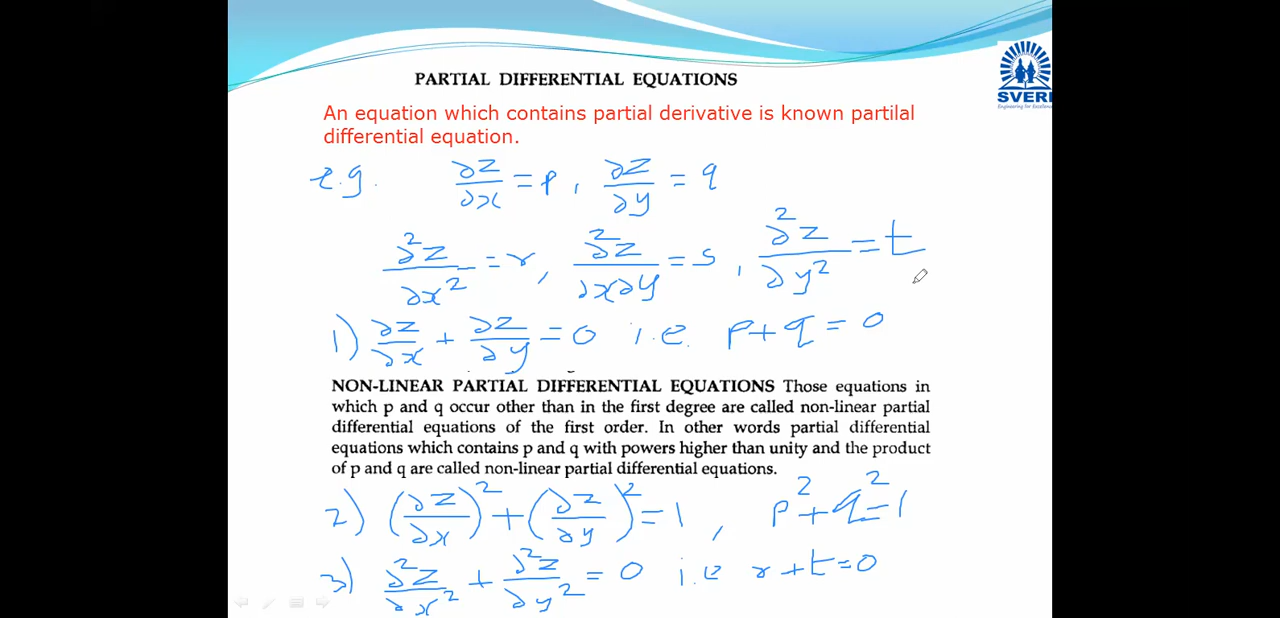 PARTIAL DIFFERENTIAL EQUATIONS
SVERI
Engineering for Excellence
An equation which contains partial derivative is known partilal
differential equation.
e.g. ∂z/∂x = p, ∂z/∂y = q
∂²z/∂x² = r, ∂²z/∂x∂y = s, ∂²z/∂y² = t
1) ∂z/∂x + ∂z/∂y = 0 i.e. p+q=0
NON-LINEAR PARTIAL DIFFERENTIAL EQUATIONS Those equations in
which p and q occur other than in the first degree are called non-linear partial
differential equations of the first order. In other words partial differential
equations which contains p and q with powers higher than unity and the product
of p and q are called non-linear partial differential equations.
2) (∂z/∂x)² + (∂z/∂y)² = 1, p²+q²=1
3) ∂²z/∂x² + ∂²z/∂y² = 0 i.e r+t=0